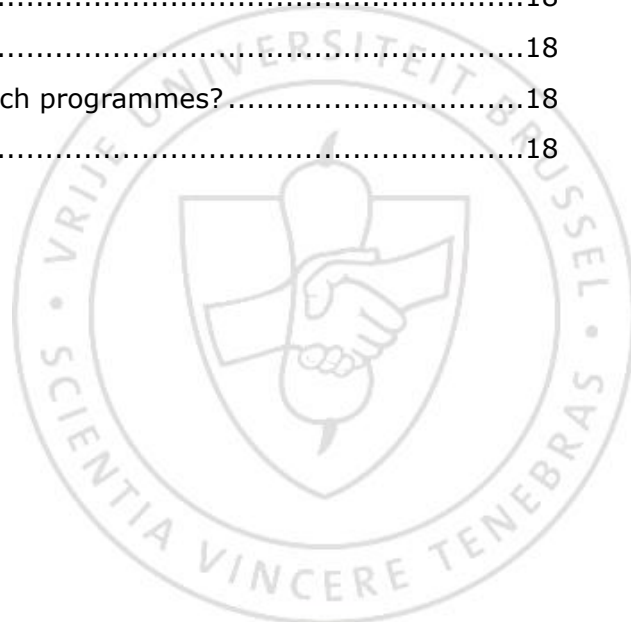 ....................................................18
....................................................18
ch programmes?..............................18
....................................................18
VRIJE UNIVERSITEIT BRUSSEL • SCIENTIA VINCERE TENEBRAS •